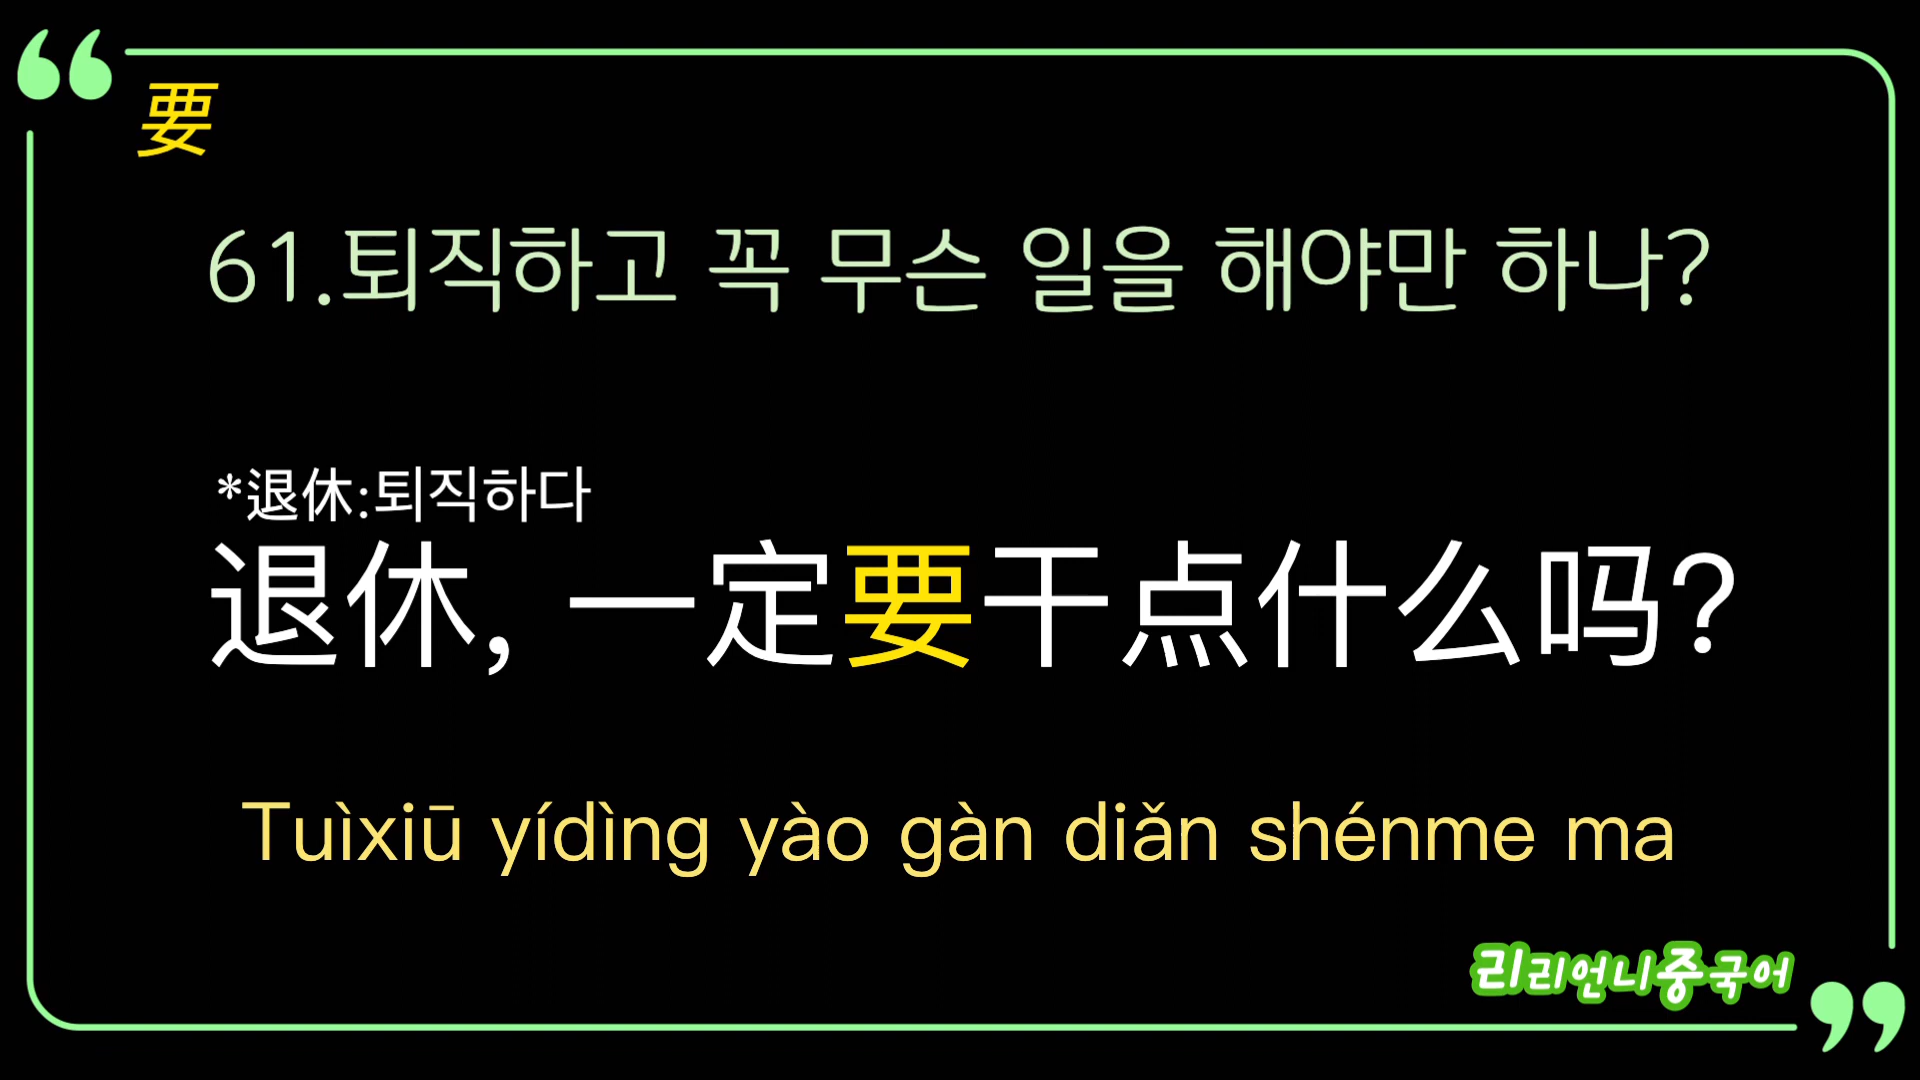 要
61.퇴직하고 꼭 무슨 일을 해야만 하나?
*退休:퇴직하다
退休, 一定要干点什么吗?
Tuìxiū yídìng yào gàn diǎn shénme ma
리리언니중국어